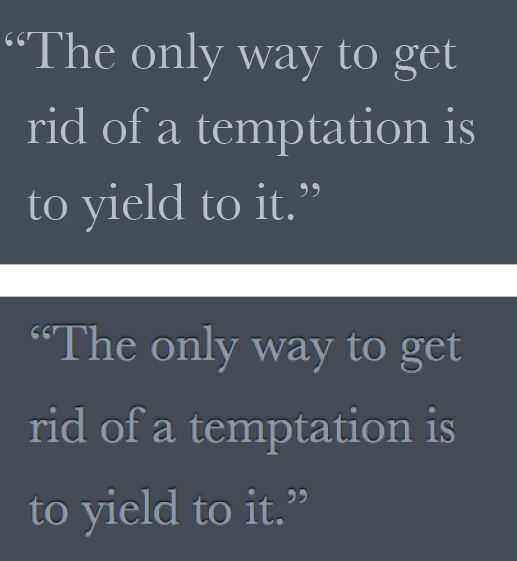 “The only way to get
rid of a temptation is
to yield to it.”
“The only way to get
rid of a temptation is
to yield to it.”